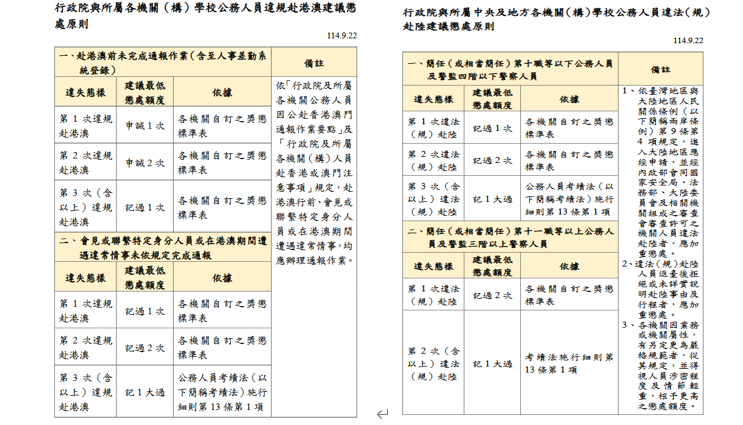 行政院與所屬各機關（構）學校公務人員違規赴港澳建議懲
處原則
114.9.22
一、赴港澳前未完成通報作業（含至人事差勤系
統登錄）
備註
違失態樣
建議最低
懲處額度
依據
第 1 次違規
赴港澳
申誡 1 次
各機關自訂之獎懲
標準表
第 2 次違規
赴港澳
申誡 2 次
各機關自訂之獎懲
標準表
第 3 次（含
以上）違規
赴港澳
記過 1 次
各機關自訂之獎懲
標準表
二、會見或聯繫特定身分人員或在港澳期間遭
遇違常情事未依規定完成通報
違失態樣
建議最低
懲處額度
依據
第 1 次違規
赴港澳
記過 1 次
各機關自訂之獎懲
標準表
第 2 次違規
赴港澳
記過 2 次
各機關自訂之獎懲
標準表
第 3 次（含
以上）違規
赴港澳
記 1 大過
公務人員考績法（以
下簡稱考績法）施行
細則第 13 條第 1 項
依「行政院及所屬
各機關公務人員
因公赴香港澳門
通報作業要點」及
「行政院及所屬
各機關（構）人員
赴香港或澳門注
意事項」規定，赴
港澳行前、會見或
聯繫特定身分人
員或在港澳期間
遭遇違常情事，均
應辦理通報作業。
行政院與所屬中央及地方各機關（構）學校公務人員違法（規）
赴陸建議懲處原則
114.9.22
一、簡任（或相當簡任）第十職等以下公務人員
及警監四階以下警察人員
備註
違失態樣
建議最低
懲處額度
依據
第 1 次違法
（規）赴陸
記過 1 次
各機關自訂之獎懲
標準表
第 2 次違法
（規）赴陸
記過 2 次
各機關自訂之獎懲
標準表
第 3 次（含
以上）違法
（規）赴陸
記 1 大過
公務人員考績法（以
下簡稱考績法）施行
細則第 13 條第 1 項
二、簡任（或相當簡任）第十一職等以上公務人
員及警監三階以上警察人員
違失態樣
建議最低
懲處額度
依據
第 1 次違法
（規）赴陸
記過 2 次
各機關自訂之獎懲
標準表
第 2 次（含
以上）違法
（規）赴陸
記 1 大過
考績法施行細則第
13 條第 1 項
1、依臺灣地區與
大陸地區人民
關係條例（以
下簡稱兩岸條
例）第 9 條第
4 項規定，進
入大陸地區應
經申請，並經
內政部會同國
家安全局、法
務部、大陸委
員會及相關機
關組成之審查
會審查許可之
機關人員違法
赴陸者，應加
重懲處。
2、違法（規）赴陸
人員返臺後拒
絕或未詳實說
明赴陸事由及
行程者，應加
重懲處。
3、各機關因業務
或機關屬性，
有另定更為嚴
格規範者，從
其規定，並得
視人員涉密程
度及情節輕
重，核予更高
之懲處額度。